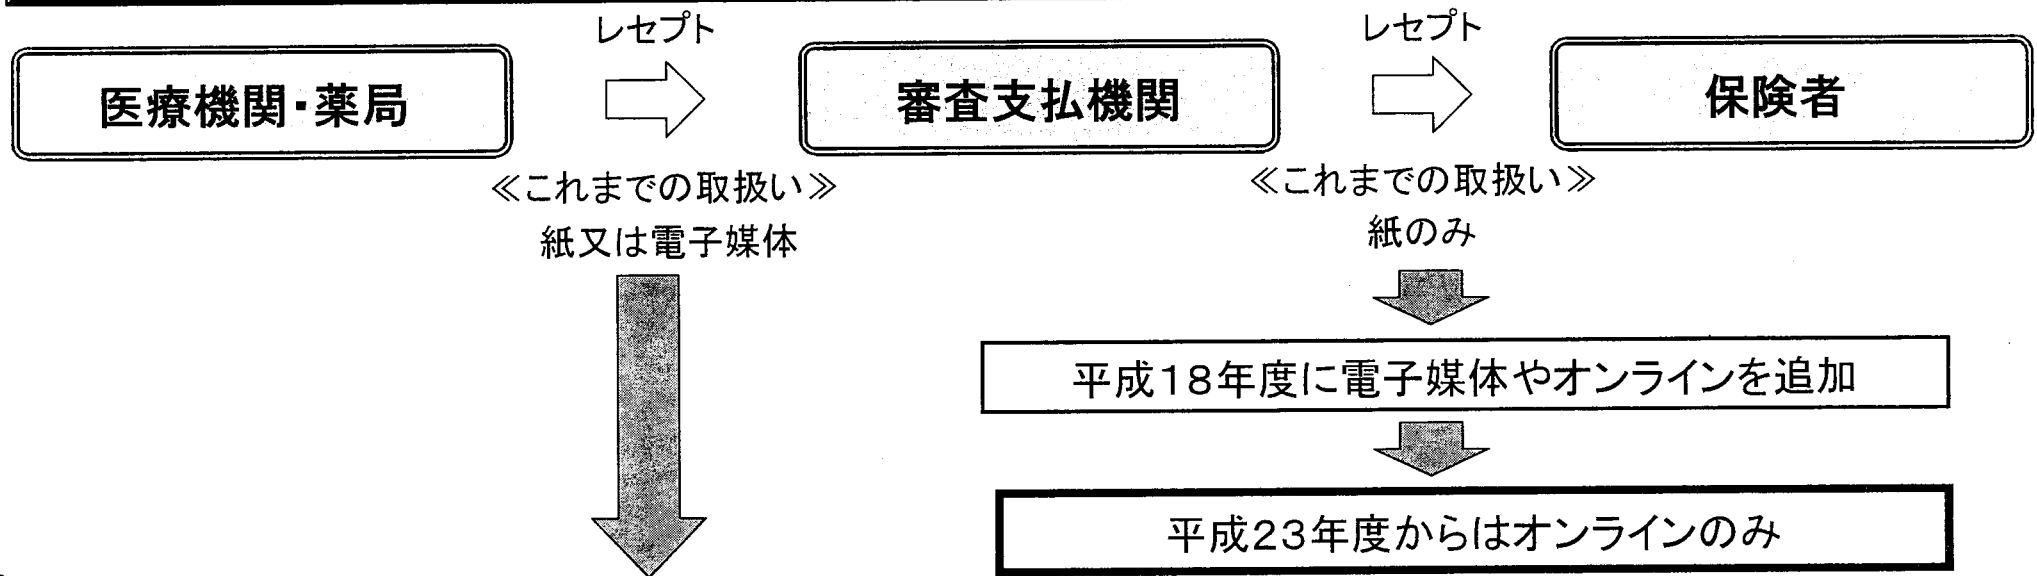 レセプト
レセプト
医療機関・薬局
審査支払機関
保険者
≪これまでの取扱い≫
紙又は電子媒体
≪これまでの取扱い≫
紙のみ
平成18年度に電子媒体やオンラインを追加
平成23年度からはオンラインのみ